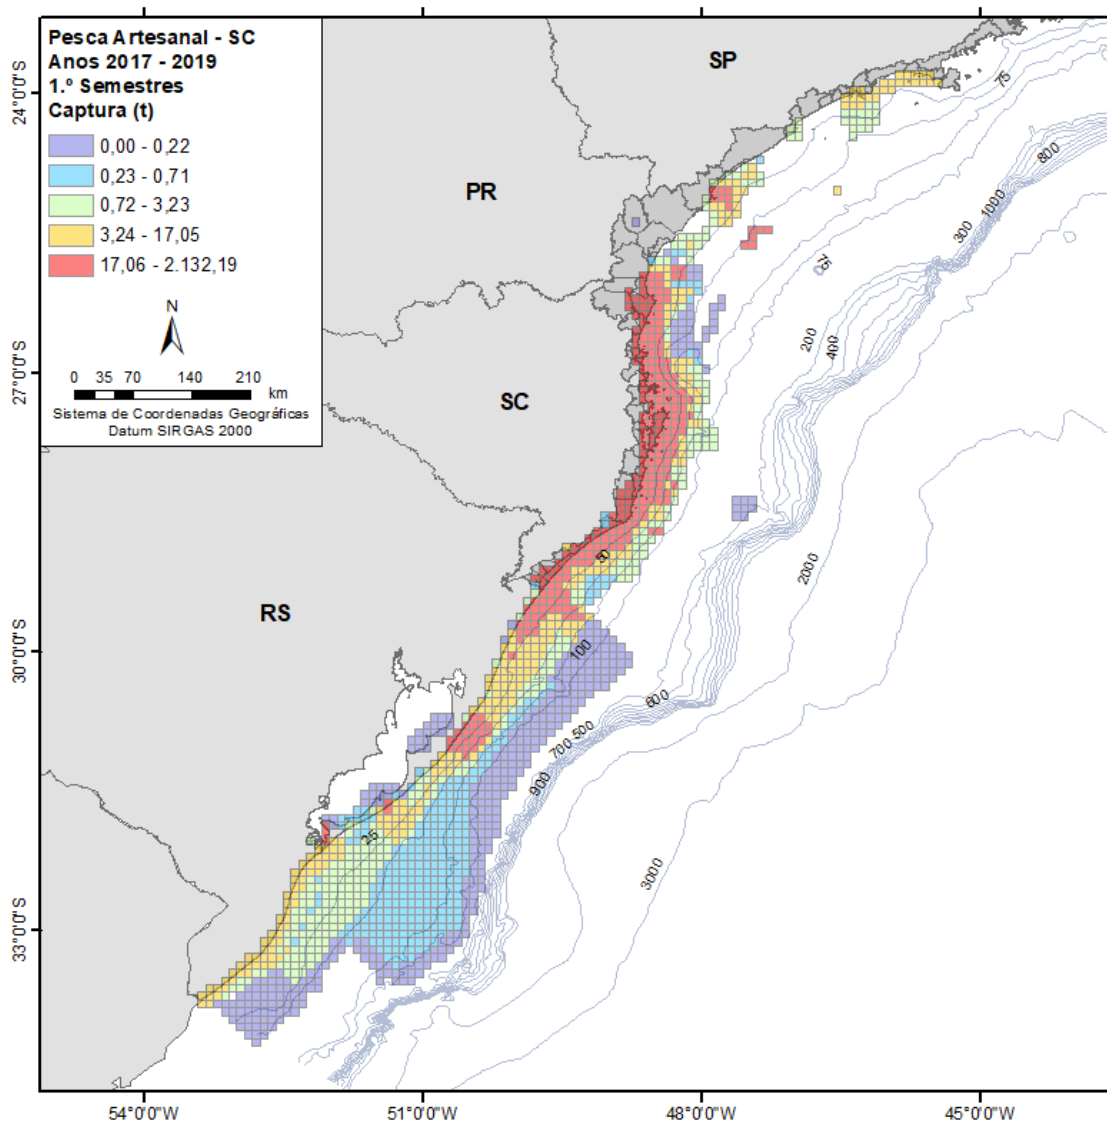 Pesca Artesanal - SC
Anos 2017 - 2019
1.º Semestres
Captura (t)
0,00 - 0,22
0,23 - 0,71
0,72 - 3,23
3,24 - 17,05
17,06 - 2.132,19
N
0 35 70 140 210
km
Sistema de Coordenadas Geográficas
Datum SIRGAS 2000
SP
PR
SC
RS
75
800
1000
300
75
200
400
50
2000
100
600
500
700
900
25
3000
24°0'0"S
27°0'0"S
30°0'0"S
33°0'0"S
54°0'0"W 51°0'0"W 48°0'0"W 45°0'0"W